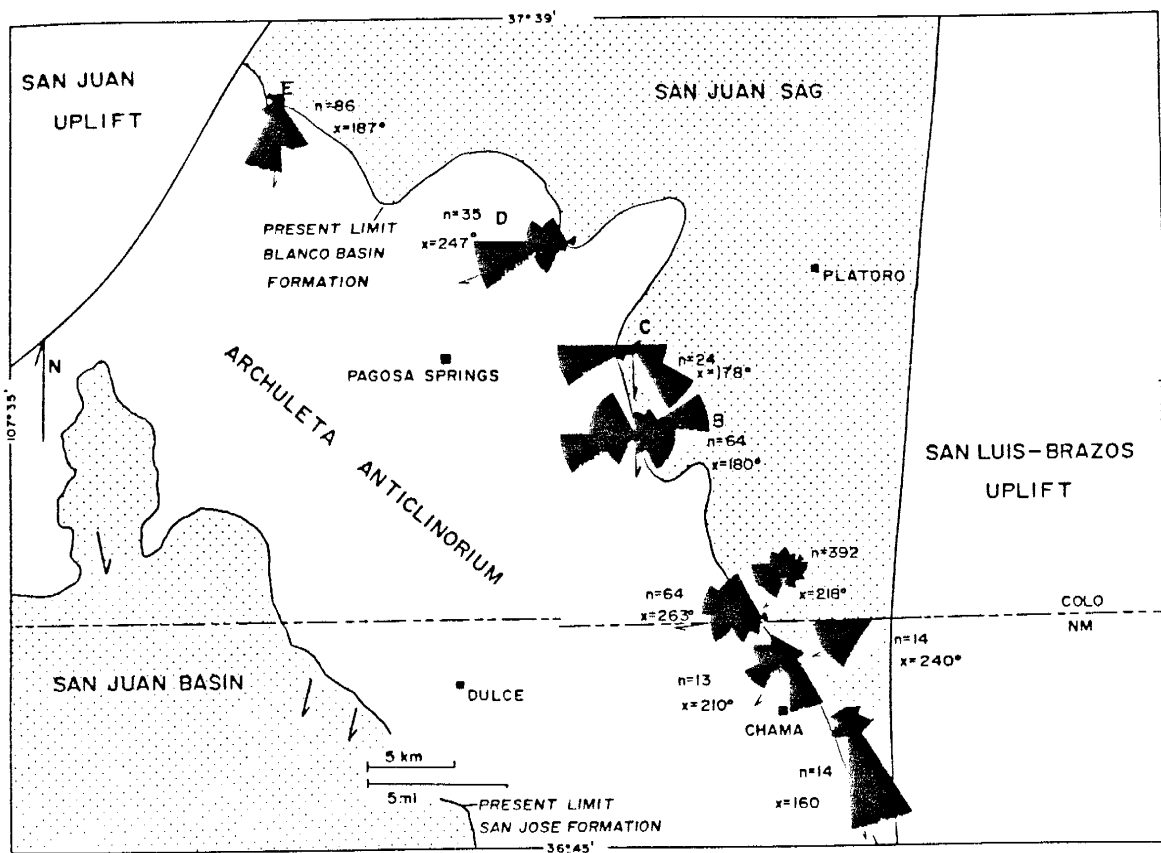 37°39'
SAN JUAN
UPLIFT
E
n=86
x=187°
SAN JUAN SAG
PRESENT LIMIT
BLANCO BASIN
FORMATION
n=35
D
x=247°
PLATORO
N
107°35'
PAGOSA SPRINGS
C
n=24
x=178°
B
n=64
x=180°
ARCHULETA
ANTICLINORIUM
SAN LUIS-BRAZOS
UPLIFT
n=392
x=218°
n=64
x=263°
COLO
NM
n=14
x=240°
n=13
x=210°
SAN JUAN BASIN
DULCE
CHAMA
5 km
5 mi
n=14
x=160
PRESENT LIMIT
SAN JOSE FORMATION
36°45'